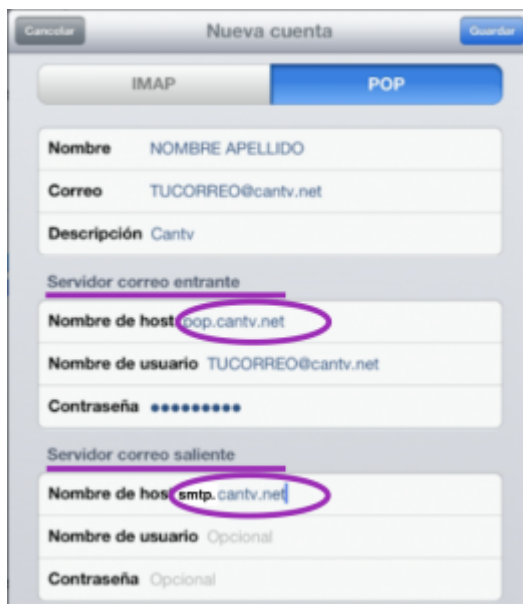 Cancelar Nueva cuenta Guardar
IMAP POP
Nombre NOMBRE APELLIDO
Correo TUCORREO@cantv.net
Descripción Cantv
Servidor correo entrante
Nombre de host pop.cantv.net
Nombre de usuario TUCORREO@cantv.net
Contraseña ●●●●●●●●●
Servidor correo saliente
Nombre de host smtp.cantv.net
Nombre de usuario Opcional
Contraseña Opcional